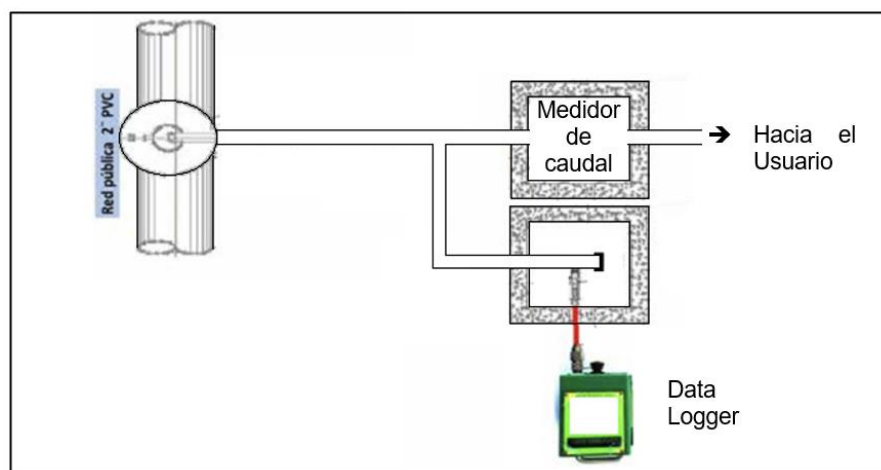 Red pública 2" PVC
Medidor
de
caudal
Hacia el
Usuario
Data
Logger